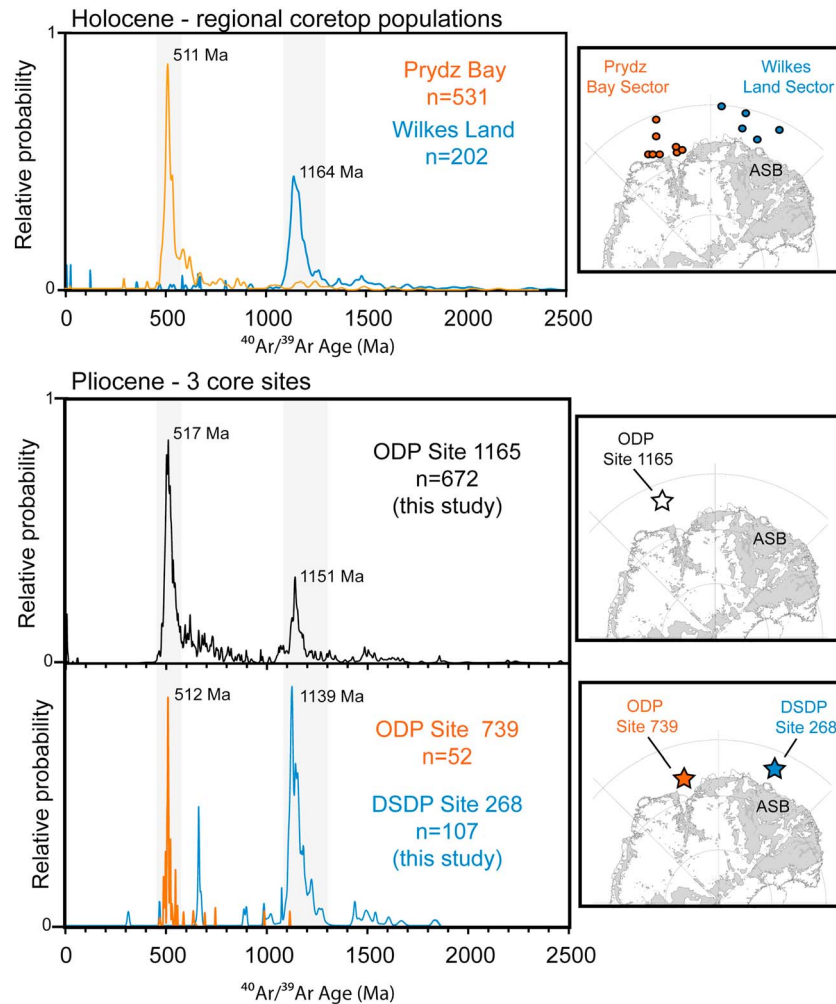 Holocene - regional coretop populations
1
Relative probability
0
511 Ma
1164 Ma
Prydz Bay
n=531
Wilkes Land
n=202
0 500 1000 1500 2000 2500
⁴⁰Ar/³⁹Ar Age (Ma)
Prydz
Bay Sector
Wilkes
Land Sector
ASB
Pliocene - 3 core sites
1
Relative probability
0
517 Ma
1151 Ma
ODP Site 1165
n=672
(this study)
ODP
Site 1165
ASB
Relative probability
0
512 Ma
1139 Ma
ODP Site 739
n=52
DSDP Site 268
n=107
(this study)
0 500 1000 1500 2000 2500
⁴⁰Ar/³⁹Ar Age (Ma)
ODP
Site 739
DSDP
Site 268
ASB